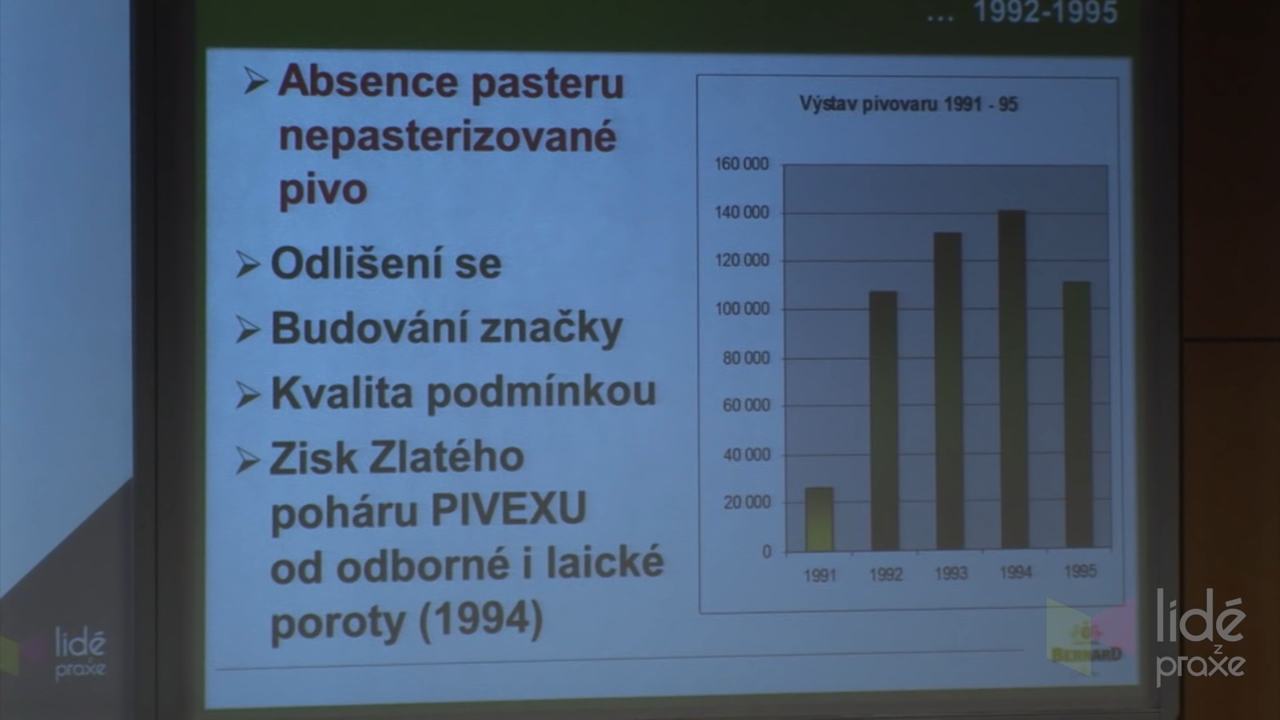 ... 1992-1995
Absence pasteru
nepasterizované
pivo
Odlišení se
Budování značky
Kvalita podmínkou
Zisk Zlatého
poháru PIVEXU
od odborné i laické
poroty (1994)
Výstav pivovaru 1991 - 95
160 000
140 000
120 000
100 000
80 000
60 000
40 000
20 000
0
1991 1992 1993 1994 1995
BERNARD
lidé
z
praxe
lidé
z
praxe